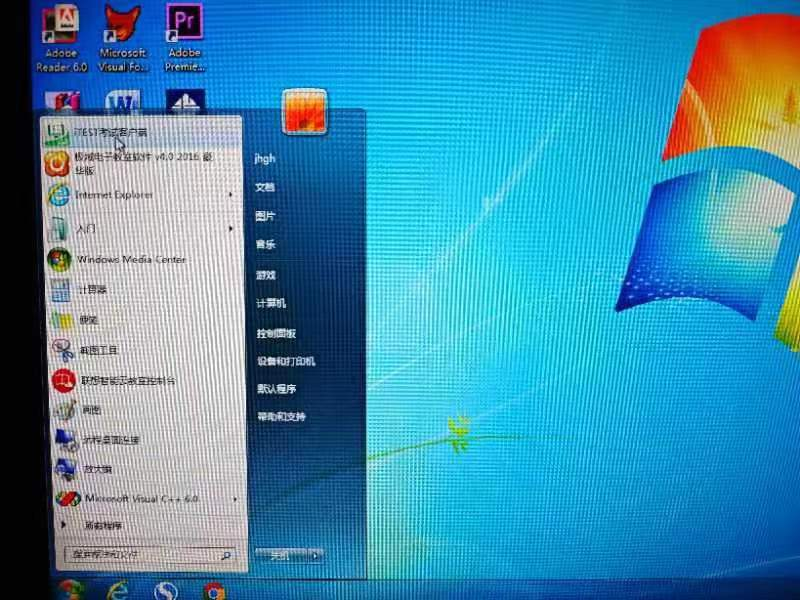 Adobe
Reader 6.0
Microsoft
Visual Fo...
Adobe
Premie...
iTEST考试客户端
极域电子教室软件 v4.0 2016 豪
华版
Internet Explorer
入门
Windows Media Center
计算器
便笺
截图工具
联想智能云教室控制台
画图
远程桌面连接
放大镜
Microsoft Visual C++ 6.0
所有程序
搜索程序和文件
jhgh
文档
图片
音乐
游戏
计算机
控制面板
设备和打印机
默认程序
帮助和支持
关机